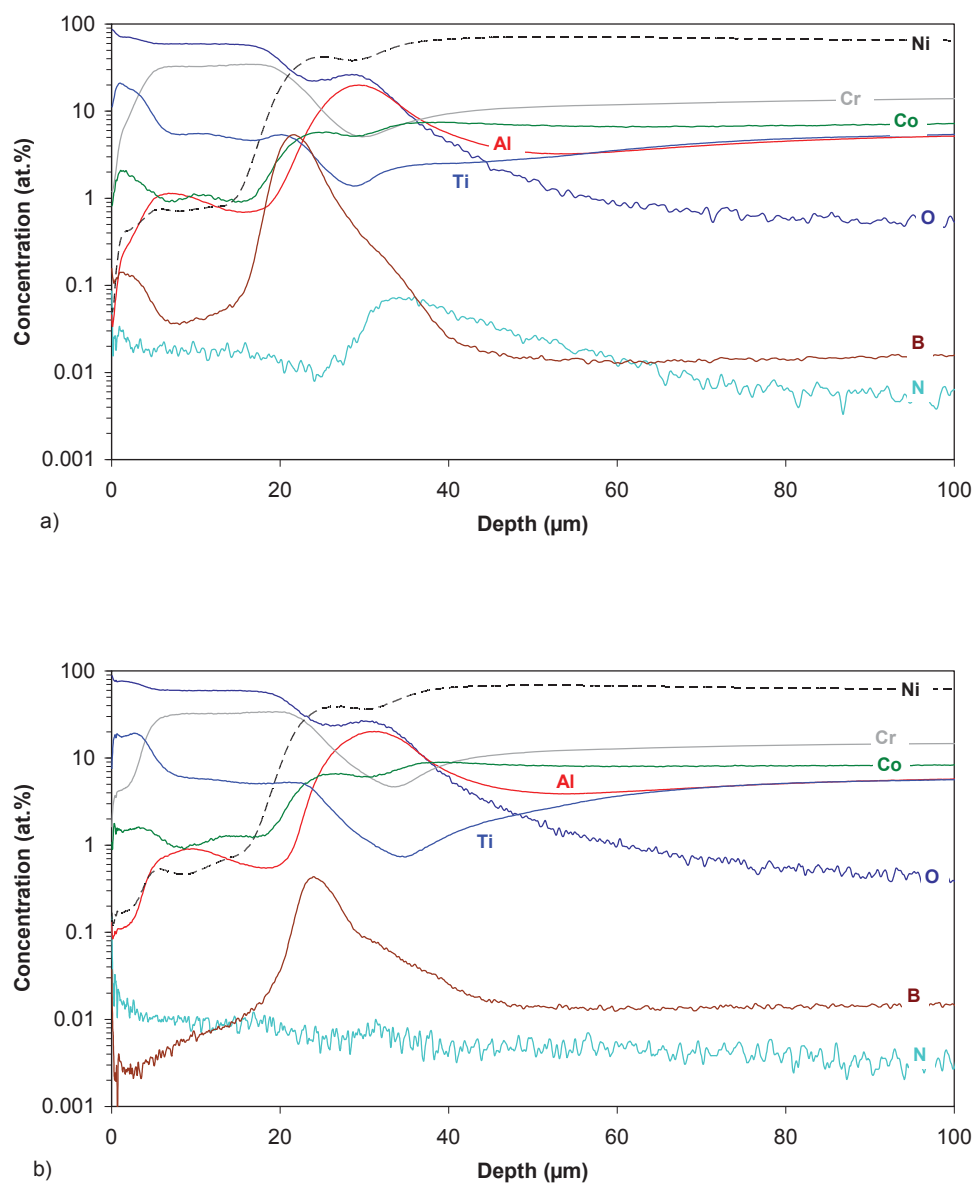 100
10
1
0.1
0.01
0.001
Concentration (at.%)
Ni
Cr
Co
Al
Ti
O
B
N
0 20 40 60 80 100
Depth (µm)
a)
100
10
1
0.1
0.01
0.001
Concentration (at.%)
Ni
Cr
Co
Al
Ti
O
B
N
0 20 40 60 80 100
Depth (µm)
b)